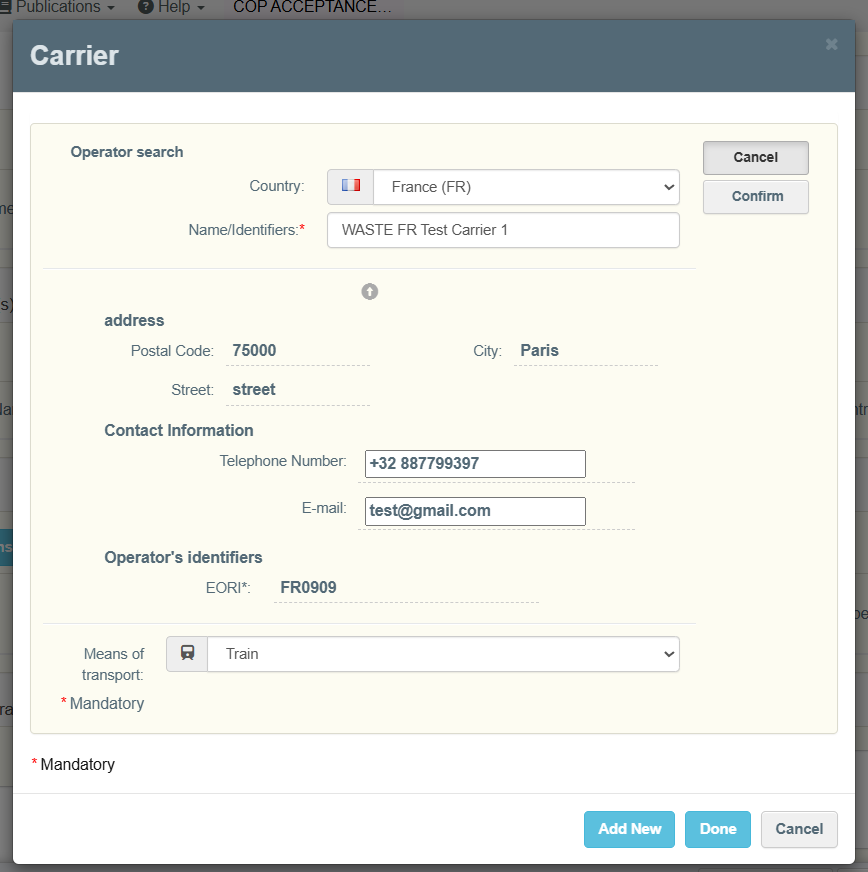 Publications ? Help COP ACCEPTANCE...
Carrier
Operator search
Cancel
Country: France (FR)
Confirm
Name/Identifiers:* WASTE FR Test Carrier 1
address
Postal Code: 75000 City: Paris
Street: street
Contact Information
Telephone Number: +32 887799397
E-mail: test@gmail.com
Operator's identifiers
EORI*: FR0909
Means of
transport:
Train
* Mandatory
* Mandatory
Add New Done Cancel